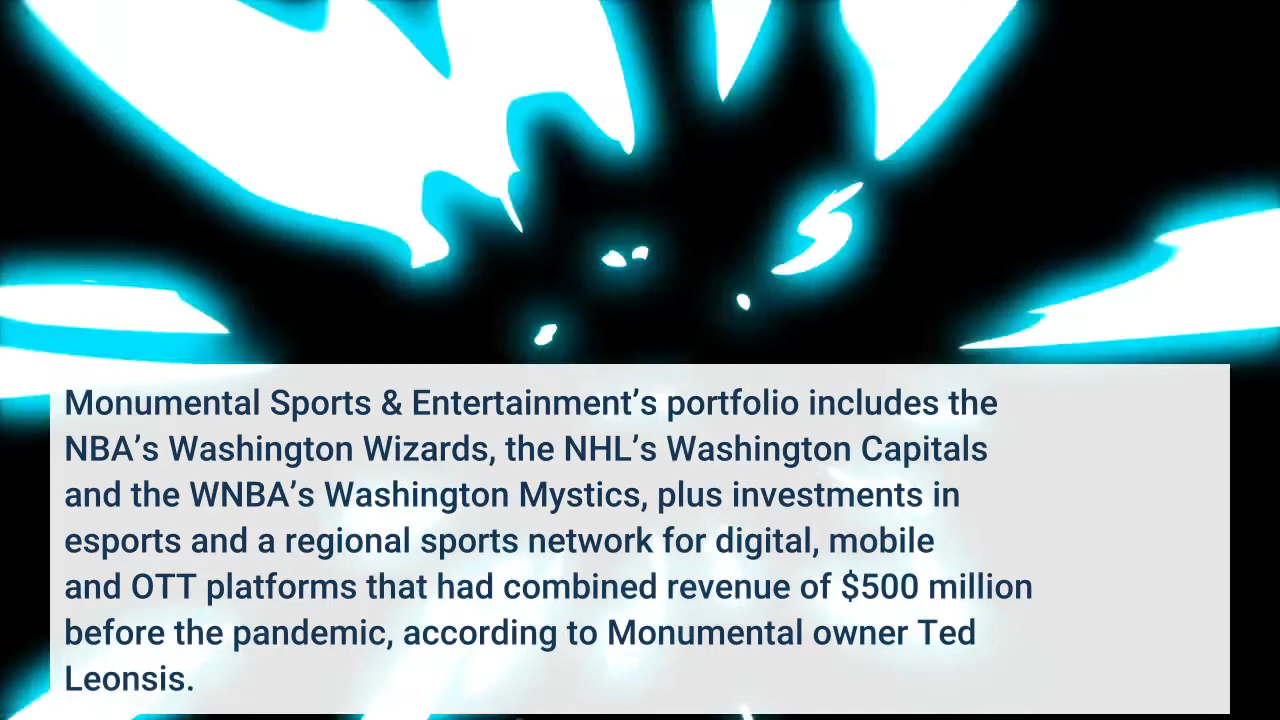 Monumental Sports & Entertainment’s portfolio includes the
NBA’s Washington Wizards, the NHL’s Washington Capitals
and the WNBA’s Washington Mystics, plus investments in
esports and a regional sports network for digital, mobile
and OTT platforms that had combined revenue of $500 million
before the pandemic, according to Monumental owner Ted
Leonsis.